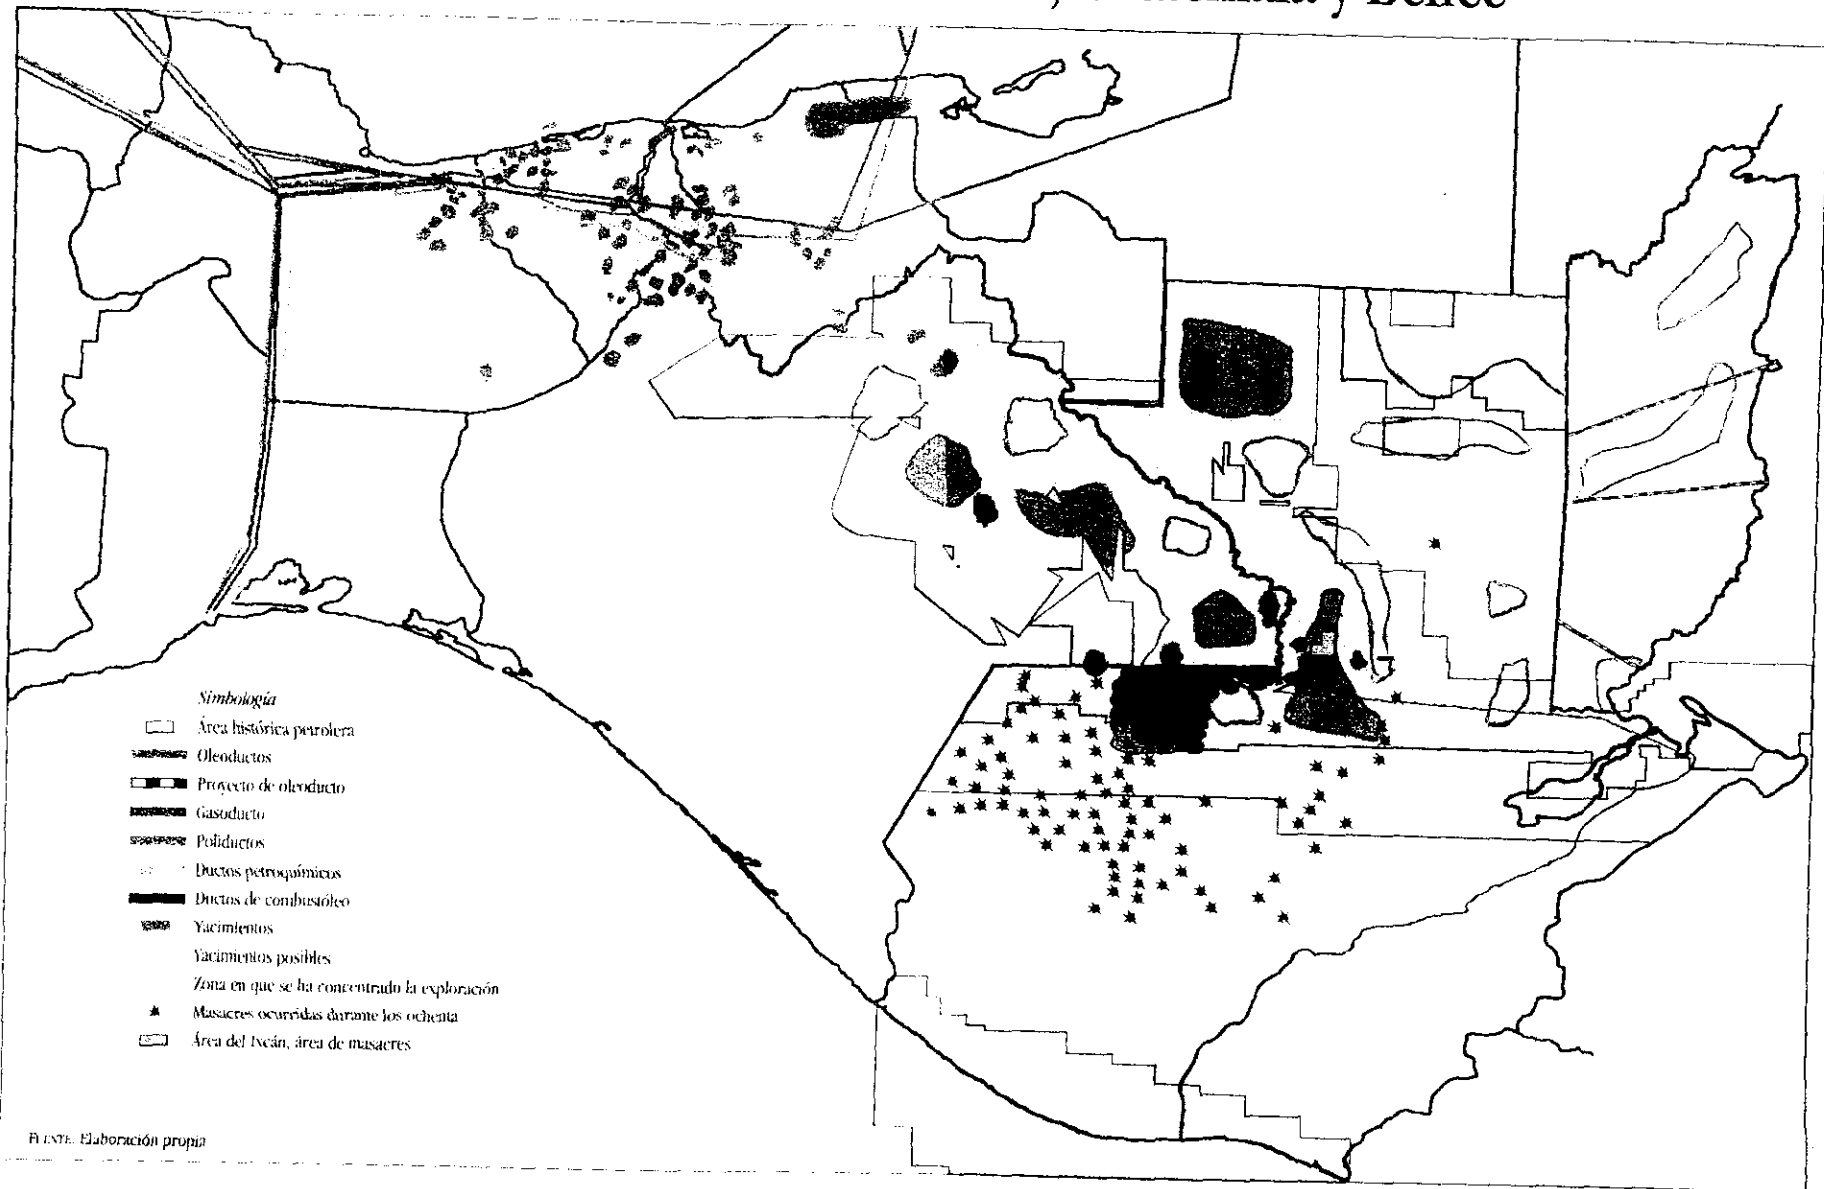 y Belice
Simbología
Área histórica petrolera
Oleoductos
Proyecto de oleoducto
Gasoducto
Poliductos
Ductos petroquímicos
Ductos de combustóleo
Yacimientos
Yacimientos posibles
Zona en que se ha concentrado la exploración
Masacres ocurridas durante los ochenta
Área del Ixcán, área de masacres
FUENTE: Elaboración propia